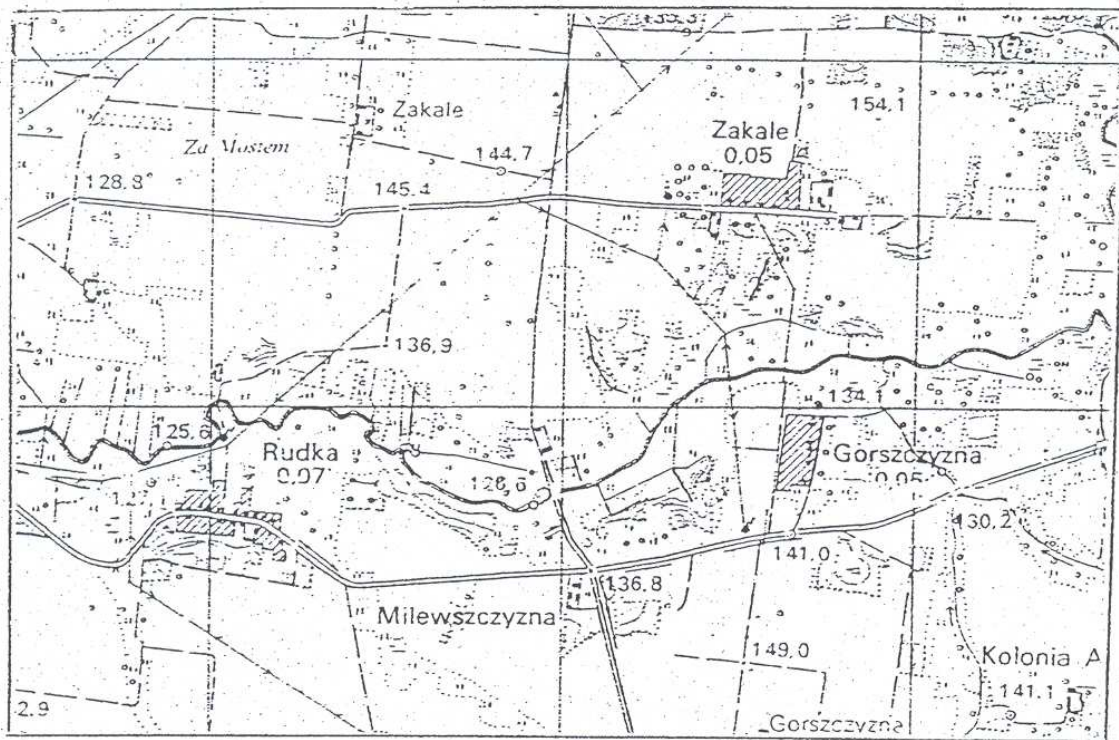 135.3
Zakale
154,1
Zakale
0,05
Za Mostem
144,7
128,8
145,4
136,9
134,1
125,6
Rudka
0,07
Gorszczyzna
0,05
128,6
130,2
141,0
136,8
Milewszczyzna
149,0
Kolonia A
141,1
2,9
Gorszczyzna